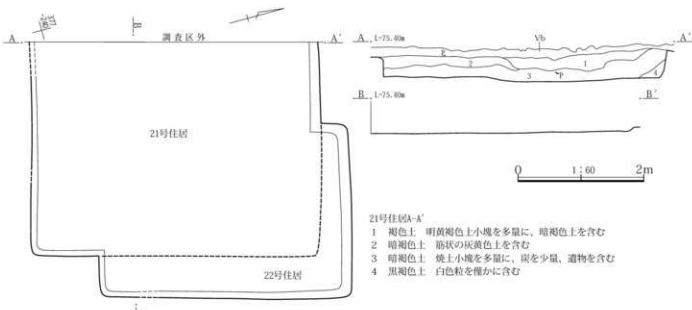 B
A
調査区外
A'
21号住居
22号住居
A
L=75.40m
Vb
A'
2
1
3
P
4
B
L=75.40m
B'
0
1:60
2m
21号住居A-A'
1 褐色土 明黄褐色土小塊を多量に、暗褐色土を含む
2 暗褐色土 筋状の灰黄色土を含む
3 暗褐色土 焼土小塊を多量に、炭を少量、遺物を含む
4 黒褐色土 白色粒を僅かに含む